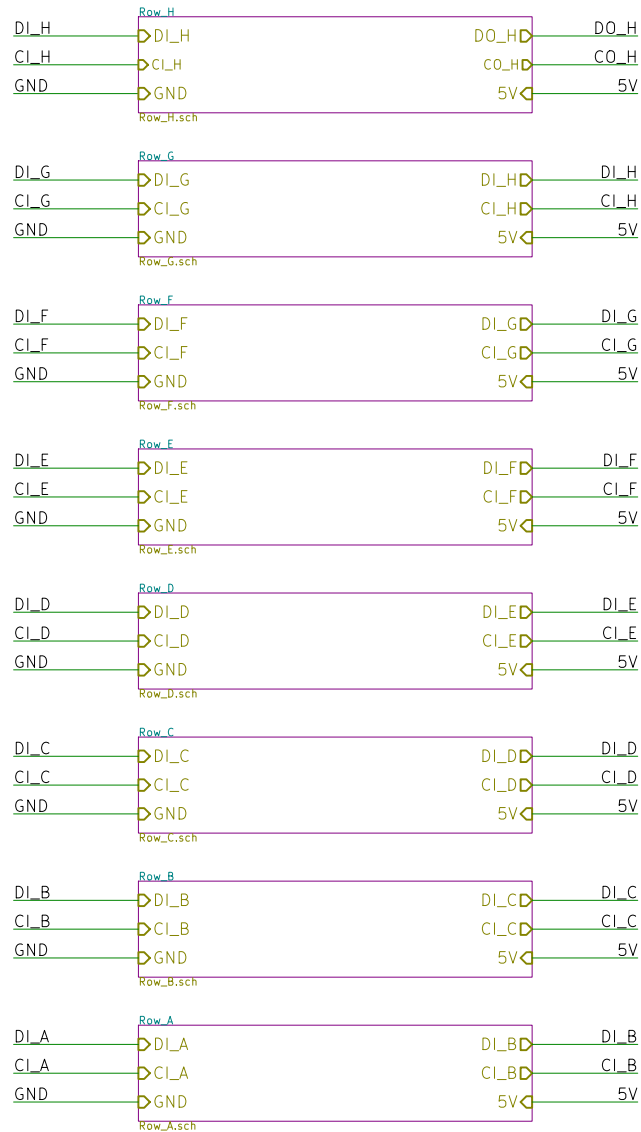 Row_H
DI_H DI_H DO_H DO_H
CI_H CI_H CO_H CO_H
GND GND 5V 5V
Row_H.sch
Row_G
DI_G DI_G DI_H DI_H
CI_G CI_G CI_H CI_H
GND GND 5V 5V
Row_G.sch
Row_F
DI_F DI_F DI_G DI_G
CI_F CI_F CI_G CI_G
GND GND 5V 5V
Row_F.sch
Row_E
DI_E DI_E DI_F DI_F
CI_E CI_E CI_F CI_F
GND GND 5V 5V
Row_E.sch
Row_D
DI_D DI_D DI_E DI_E
CI_D CI_D CI_E CI_E
GND GND 5V 5V
Row_D.sch
Row_C
DI_C DI_C DI_D DI_D
CI_C CI_C CI_D CI_D
GND GND 5V 5V
Row_C.sch
Row_B
DI_B DI_B DI_C DI_C
CI_B CI_B CI_C CI_C
GND GND 5V 5V
Row_B.sch
Row_A
DI_A DI_A DI_B DI_B
CI_A CI_A CI_B CI_B
GND GND 5V 5V
Row_A.sch